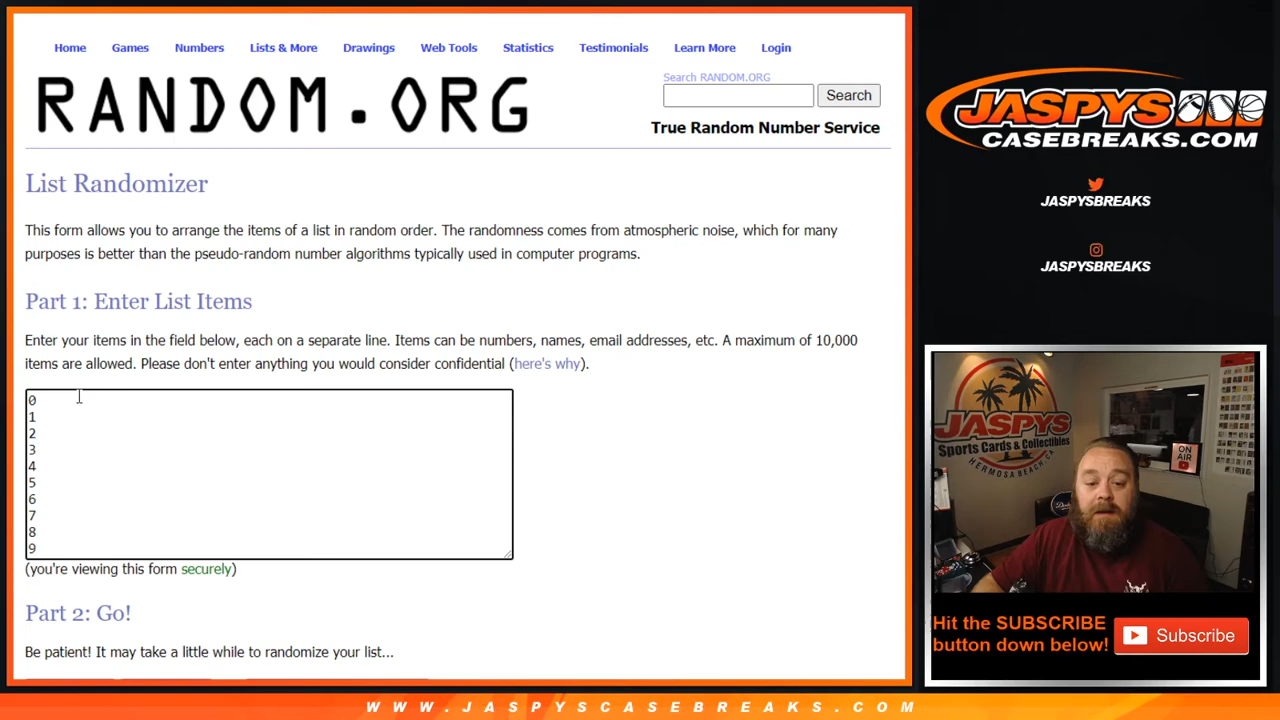 Home Games Numbers Lists & More Drawings Web Tools Statistics Testimonials Learn More Login
RANDOM.ORG
Search RANDOM.ORG
Search
True Random Number Service
List Randomizer
This form allows you to arrange the items of a list in random order. The randomness comes from atmospheric noise, which for many
purposes is better than the pseudo-random number algorithms typically used in computer programs.
Part 1: Enter List Items
Enter your items in the field below, each on a separate line. Items can be numbers, names, email addresses, etc. A maximum of 10,000
items are allowed. Please don't enter anything you would consider confidential (here's why).
0
1
2
3
4
5
6
7
8
9
(you're viewing this form securely)
Part 2: Go!
Be patient! It may take a little while to randomize your list...
JASPYS
CASEBREAKS.COM
JASPYSBREAKS
JASPYSBREAKS
JASPYS
Sports Cards & Collectibles
HERMOSA BEACH, CA
ON
AIR
Hit the SUBSCRIBE
button down below!
Subscribe
WWW.JASPYSCASEBREAKS.COM